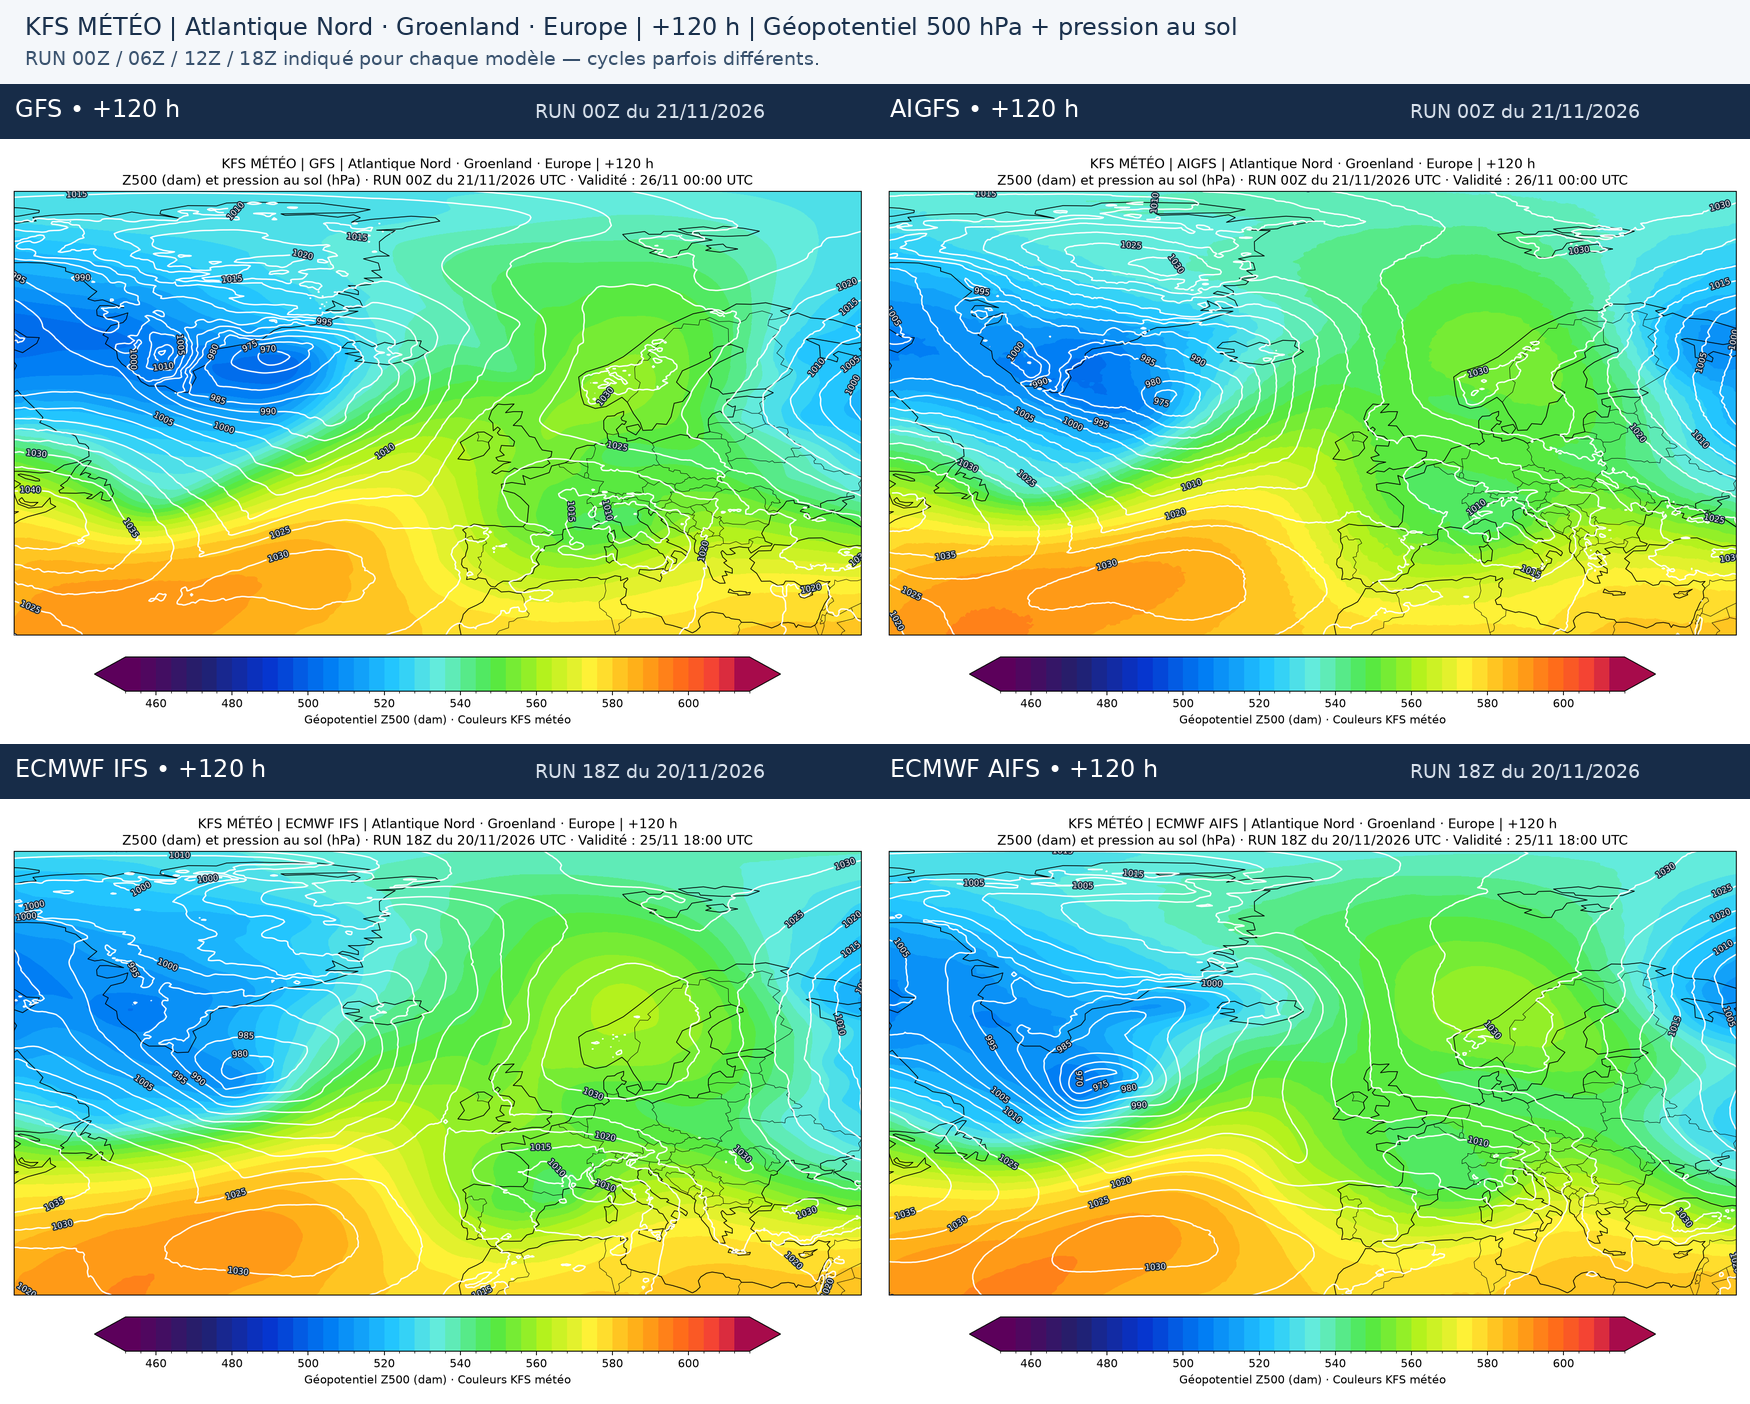 KFS MÉTÉO | Atlantique Nord · Groenland · Europe | +120 h | Géopotentiel 500 hPa + pression au sol
RUN 00Z / 06Z / 12Z / 18Z indiqué pour chaque modèle — cycles parfois différents.
GFS • +120 h
RUN 00Z du 21/11/2026
KFS MÉTÉO | GFS | Atlantique Nord · Groenland · Europe | +120 h
Z500 (dam) et pression au sol (hPa) · RUN 00Z du 21/11/2026 UTC · Validité : 26/11 00:00 UTC
460 480 500 520 540 560 580 600
Géopotentiel Z500 (dam) · Couleurs KFS météo
AIGFS • +120 h
RUN 00Z du 21/11/2026
KFS MÉTÉO | AIGFS | Atlantique Nord · Groenland · Europe | +120 h
Z500 (dam) et pression au sol (hPa) · RUN 00Z du 21/11/2026 UTC · Validité : 26/11 00:00 UTC
460 480 500 520 540 560 580 600
Géopotentiel Z500 (dam) · Couleurs KFS météo
ECMWF IFS • +120 h
RUN 18Z du 20/11/2026
KFS MÉTÉO | ECMWF IFS | Atlantique Nord · Groenland · Europe | +120 h
Z500 (dam) et pression au sol (hPa) · RUN 18Z du 20/11/2026 UTC · Validité : 25/11 18:00 UTC
460 480 500 520 540 560 580 600
Géopotentiel Z500 (dam) · Couleurs KFS météo
ECMWF AIFS • +120 h
RUN 18Z du 20/11/2026
KFS MÉTÉO | ECMWF AIFS | Atlantique Nord · Groenland · Europe | +120 h
Z500 (dam) et pression au sol (hPa) · RUN 18Z du 20/11/2026 UTC · Validité : 25/11 18:00 UTC
460 480 500 520 540 560 580 600
Géopotentiel Z500 (dam) · Couleurs KFS météo